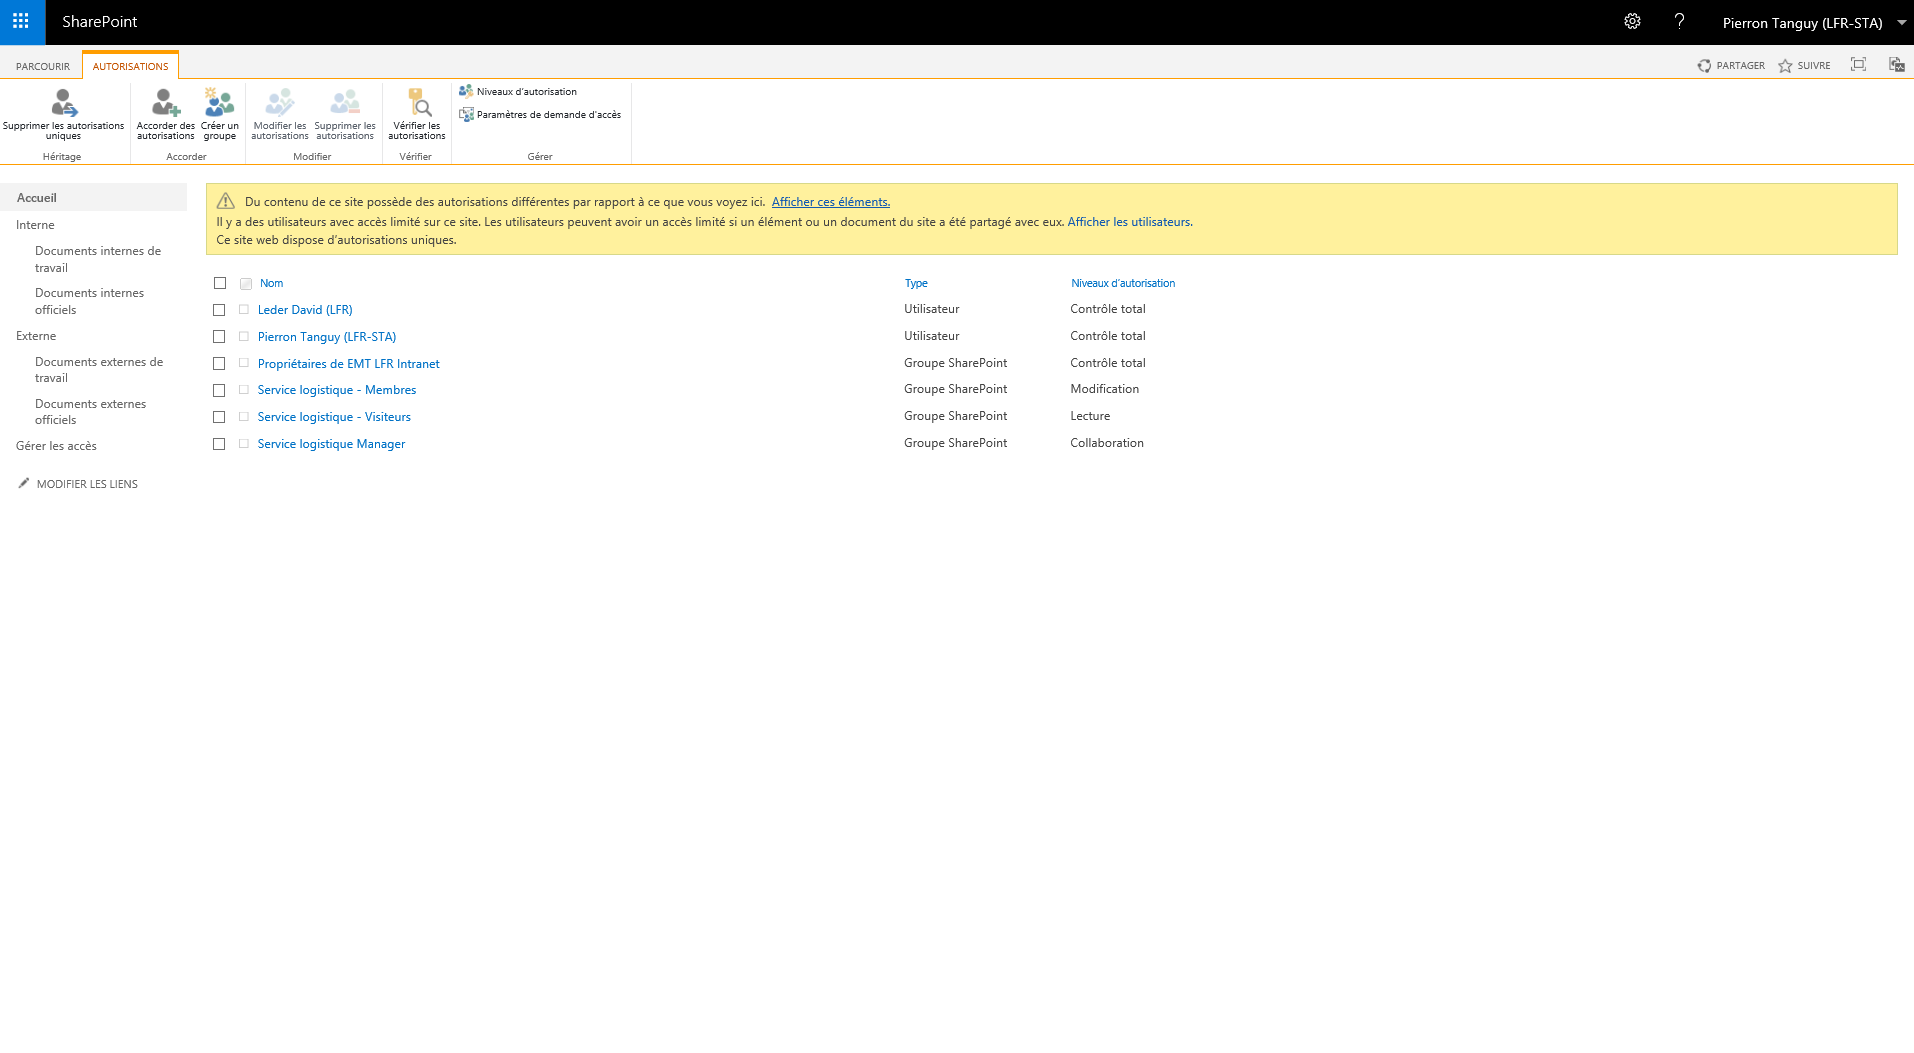 SharePoint
?
Pierron Tanguy (LFR-STA)
PARCOURIR
AUTORISATIONS
PARTAGER
SUIVRE
Supprimer les autorisations
uniques
Héritage
Accorder des
autorisations
Créer un
groupe
Accorder
Modifier les
autorisations
Supprimer les
autorisations
Modifier
Vérifier les
autorisations
Vérifier
Niveaux d'autorisation
Paramètres de demande d'accès
Gérer
Accueil
Interne
Documents internes de
travail
Documents internes
officiels
Externe
Documents externes de
travail
Documents externes
officiels
Gérer les accès
MODIFIER LES LIENS
Du contenu de ce site possède des autorisations différentes par rapport à ce que vous voyez ici. Afficher ces éléments.
Il y a des utilisateurs avec accès limité sur ce site. Les utilisateurs peuvent avoir un accès limité si un élément ou un document du site a été partagé avec eux. Afficher les utilisateurs.
Ce site web dispose d'autorisations uniques.
Nom Type Niveaux d'autorisation
Leder David (LFR) Utilisateur Contrôle total
Pierron Tanguy (LFR-STA) Utilisateur Contrôle total
Propriétaires de EMT LFR Intranet Groupe SharePoint Contrôle total
Service logistique - Membres Groupe SharePoint Modification
Service logistique - Visiteurs Groupe SharePoint Lecture
Service logistique Manager Groupe SharePoint Collaboration